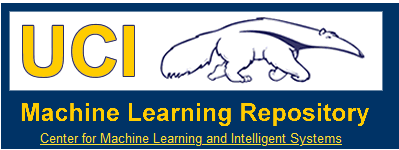 UCI
Machine Learning Repository
Center for Machine Learning and Intelligent Systems